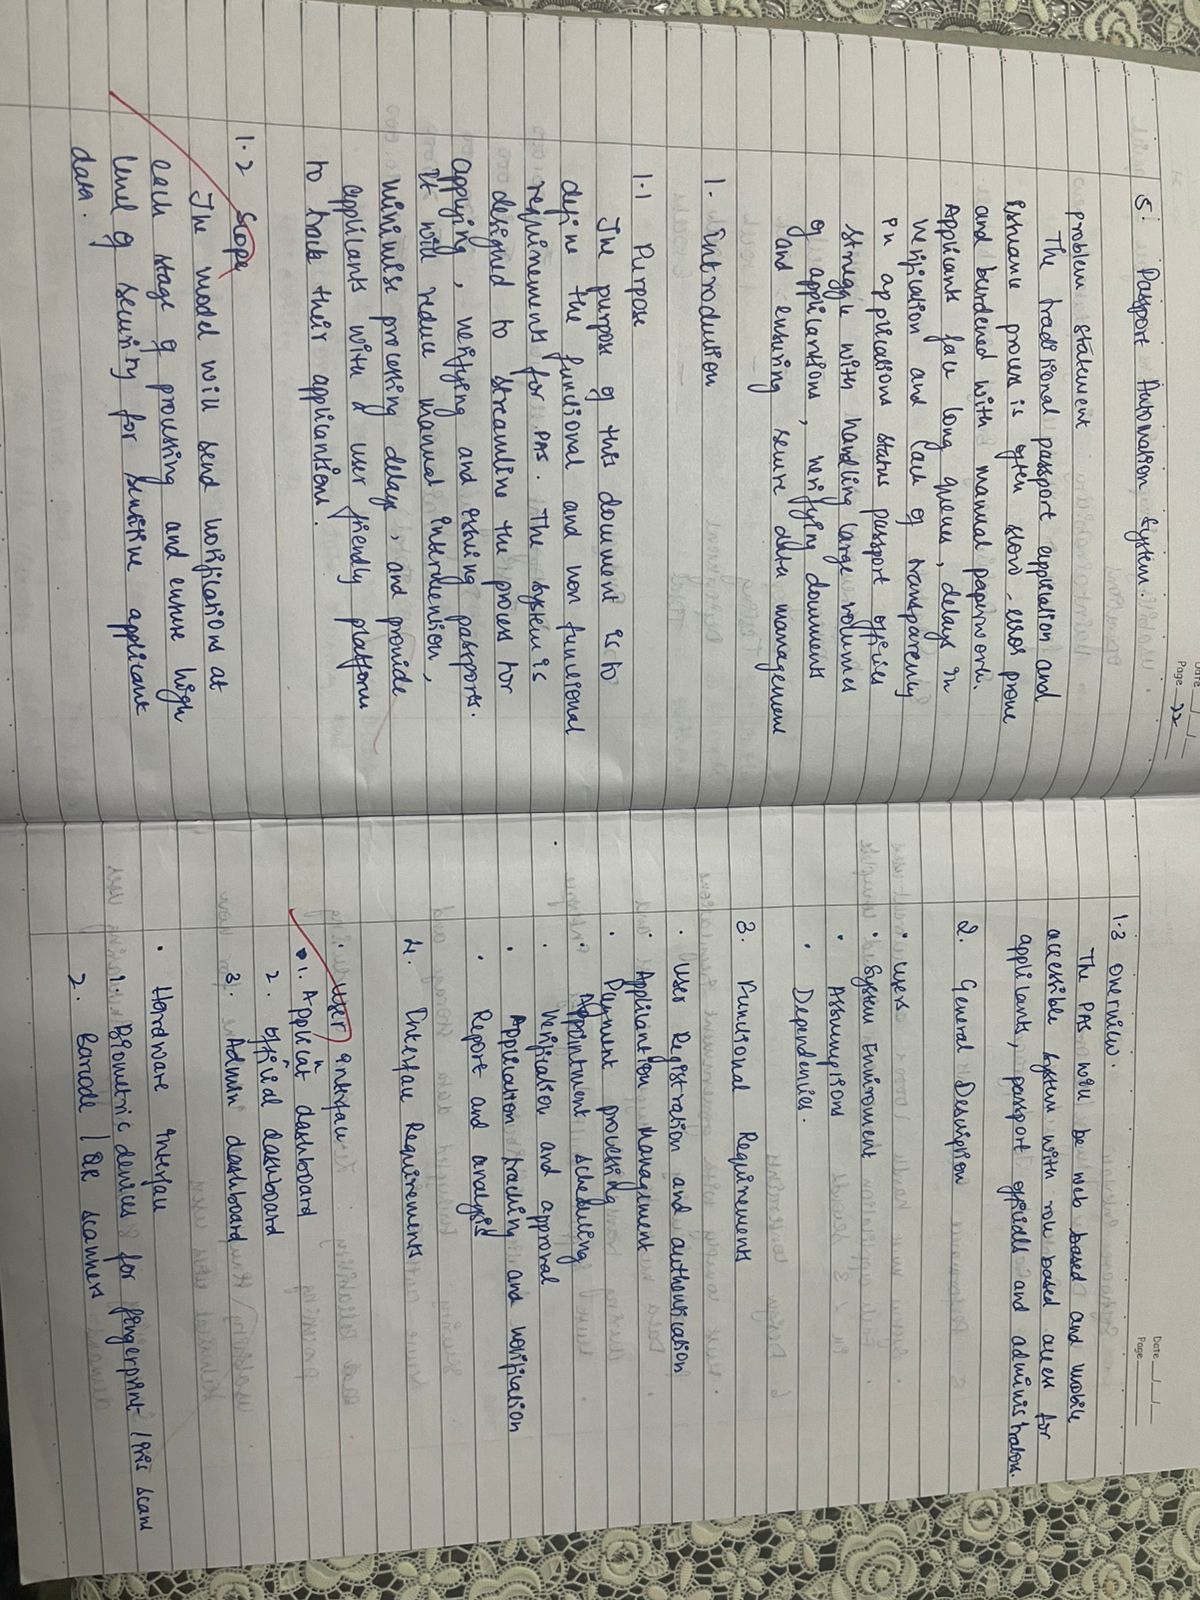 Date
Page 22
5. Passport Automation System.
problem statement
The traditional passport application and
issuance process is often slow, error prone
and burdened with manual paperwork.
Applicants face long queue, delays in
verification and lack of transparency
in applications status passport offices
struggle with handling large volumes
of applications, verifying documents
and ensuring secure data management
1. Introduction
1.1 Purpose
The purpose of this document is to
define the functional and non functional
requirements for PAS. The system is
designed to streamline the process for
applying, verifying and issuing passports.
It will reduce manual intervention,
minimise processing delays, and provide
applicants with a user friendly platform
to track their applications.
1.2 Scope
The model will send notifications at
each stage of processing and ensure high
level of security for sensitive applicant
data.
Date
Page
1.3 overview.
The PAS will be web based and mobile
accessible system with role based access for
applicants, passport officials and administrators.
2. General Description
• users
• System Environment
• Assumptions
• Dependencies.
3. Functional Requirements
• User Registration and authentication
• Application management
• Payment processing
• Appointment scheduling
• Verification and approval
• Application tracking and notification
• Report and analysis
4. Interface Requirements
• User interface
1. Applicat dashboard
2. official dashboard
3. Admin dashboard
• Hardware interface
1. Biometric devices for fingerprint / iris scan
2. Barcode / QR scanners